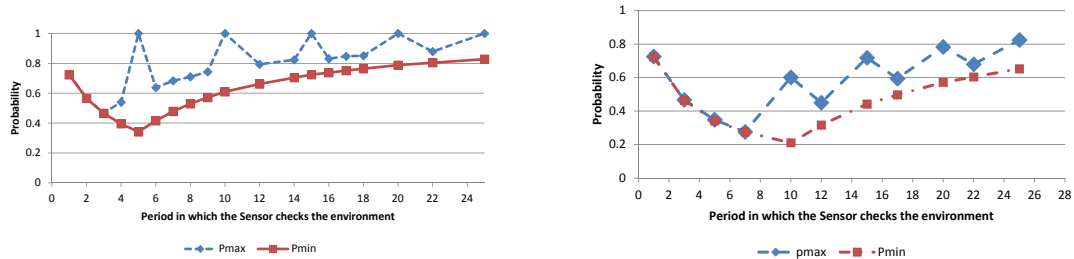 1
0.8
0.6
0.4
0.2
0
Probability
0 2 4 6 8 10 12 14 16 18 20 22 24
Period in which the Sensor checks the environment
Pmax Pmin
1
0.8
0.6
0.4
0.2
0
Probability
0 2 4 6 8 10 12 14 16 18 20 22 24 26 28
Period in which the Sensor checks the environment
pmax Pmin